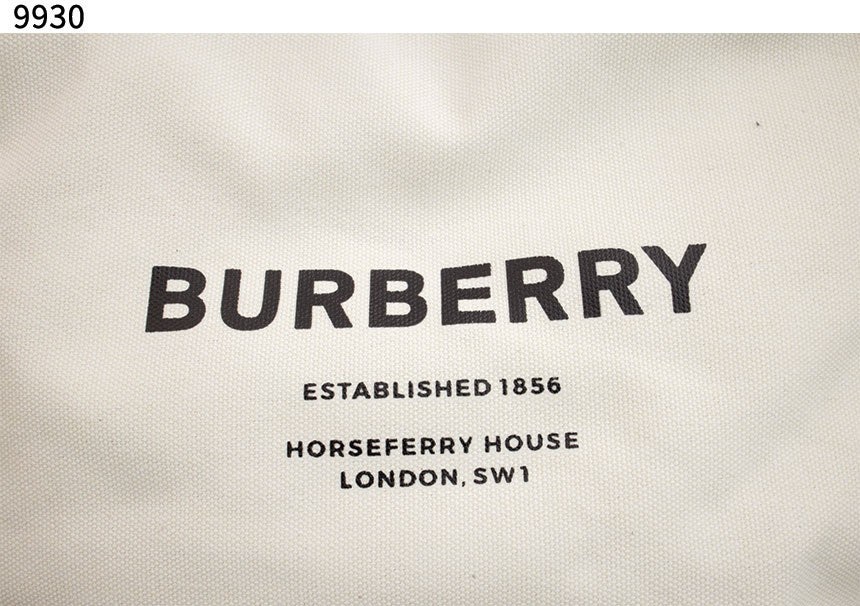 9930
BURBERRY
ESTABLISHED 1856
HORSEFERRY HOUSE
LONDON, SW1